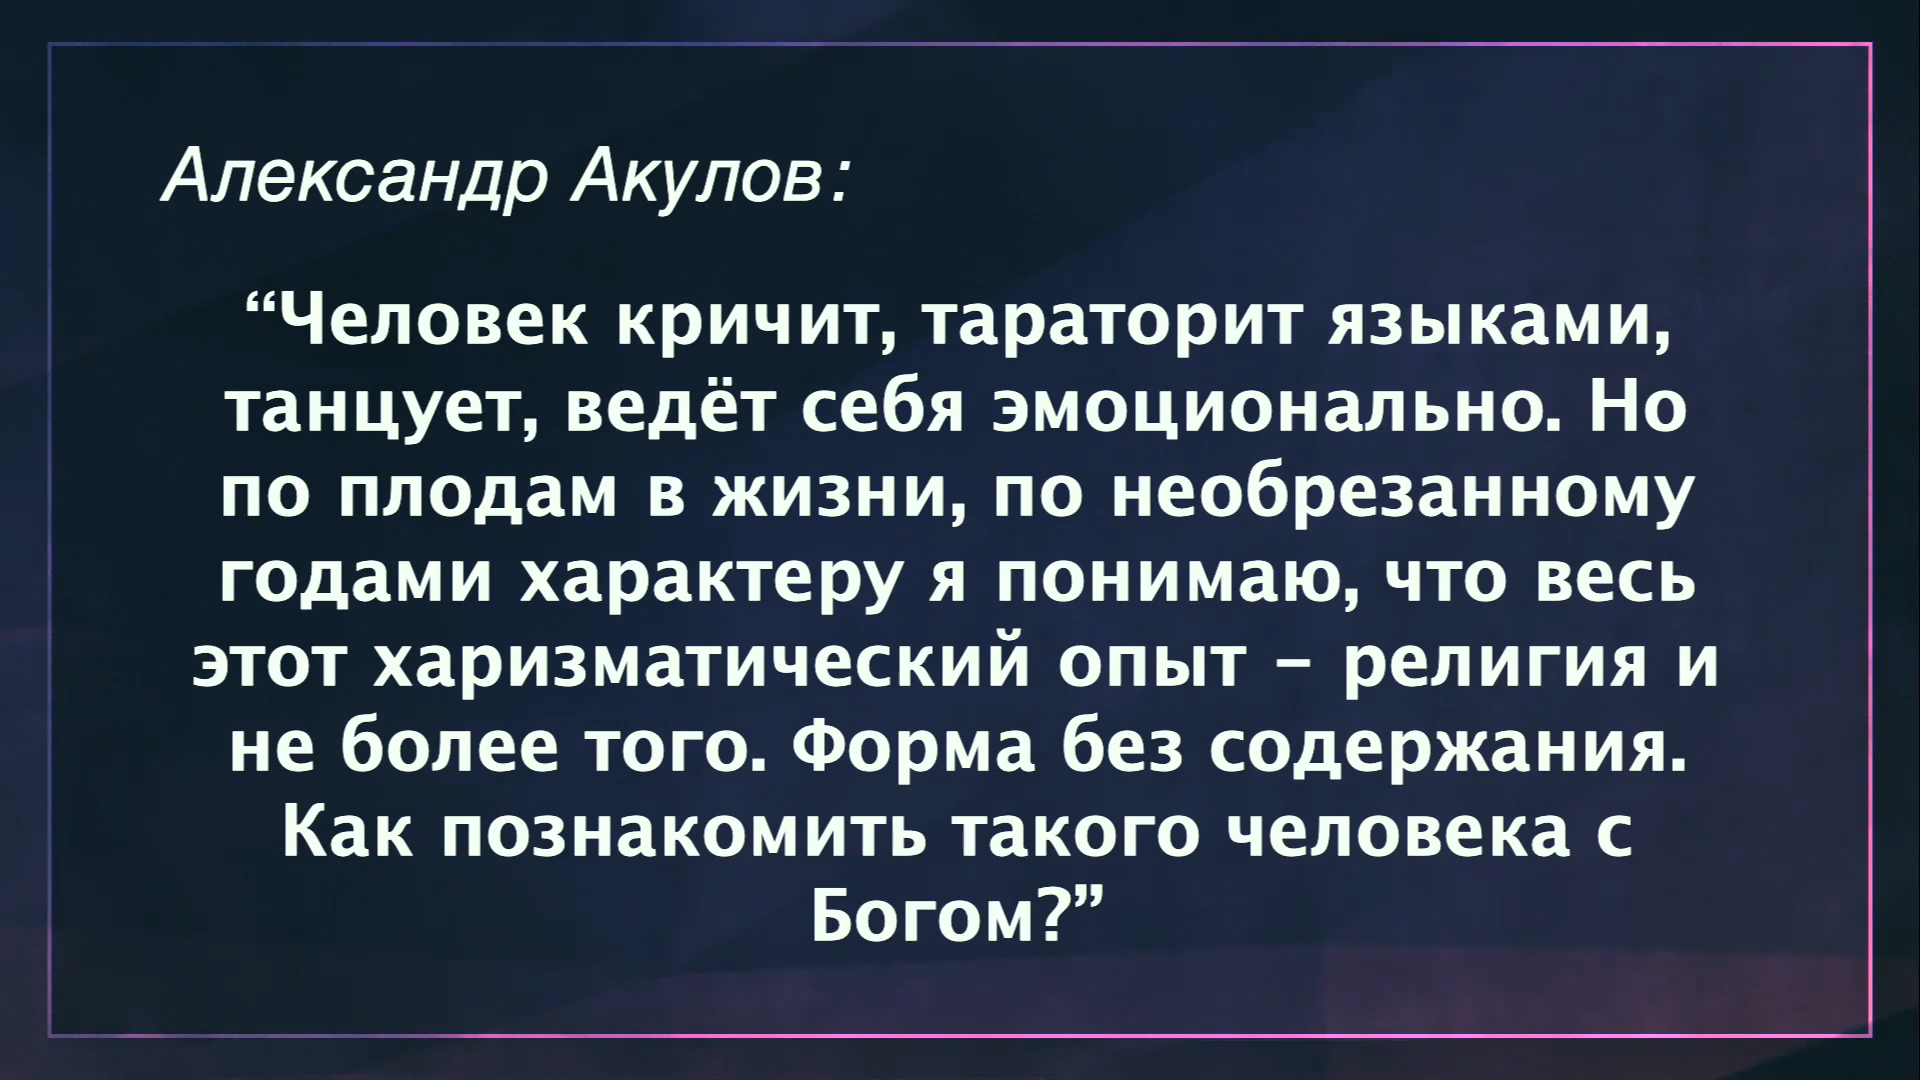 Александр Акулов:
“Человек кричит, тараторит языками,
танцует, ведёт себя эмоционально. Но
по плодам в жизни, по необрезанному
годами характеру я понимаю, что весь
этот харизматический опыт – религия и
не более того. Форма без содержания.
Как познакомить такого человека с
Богом?”